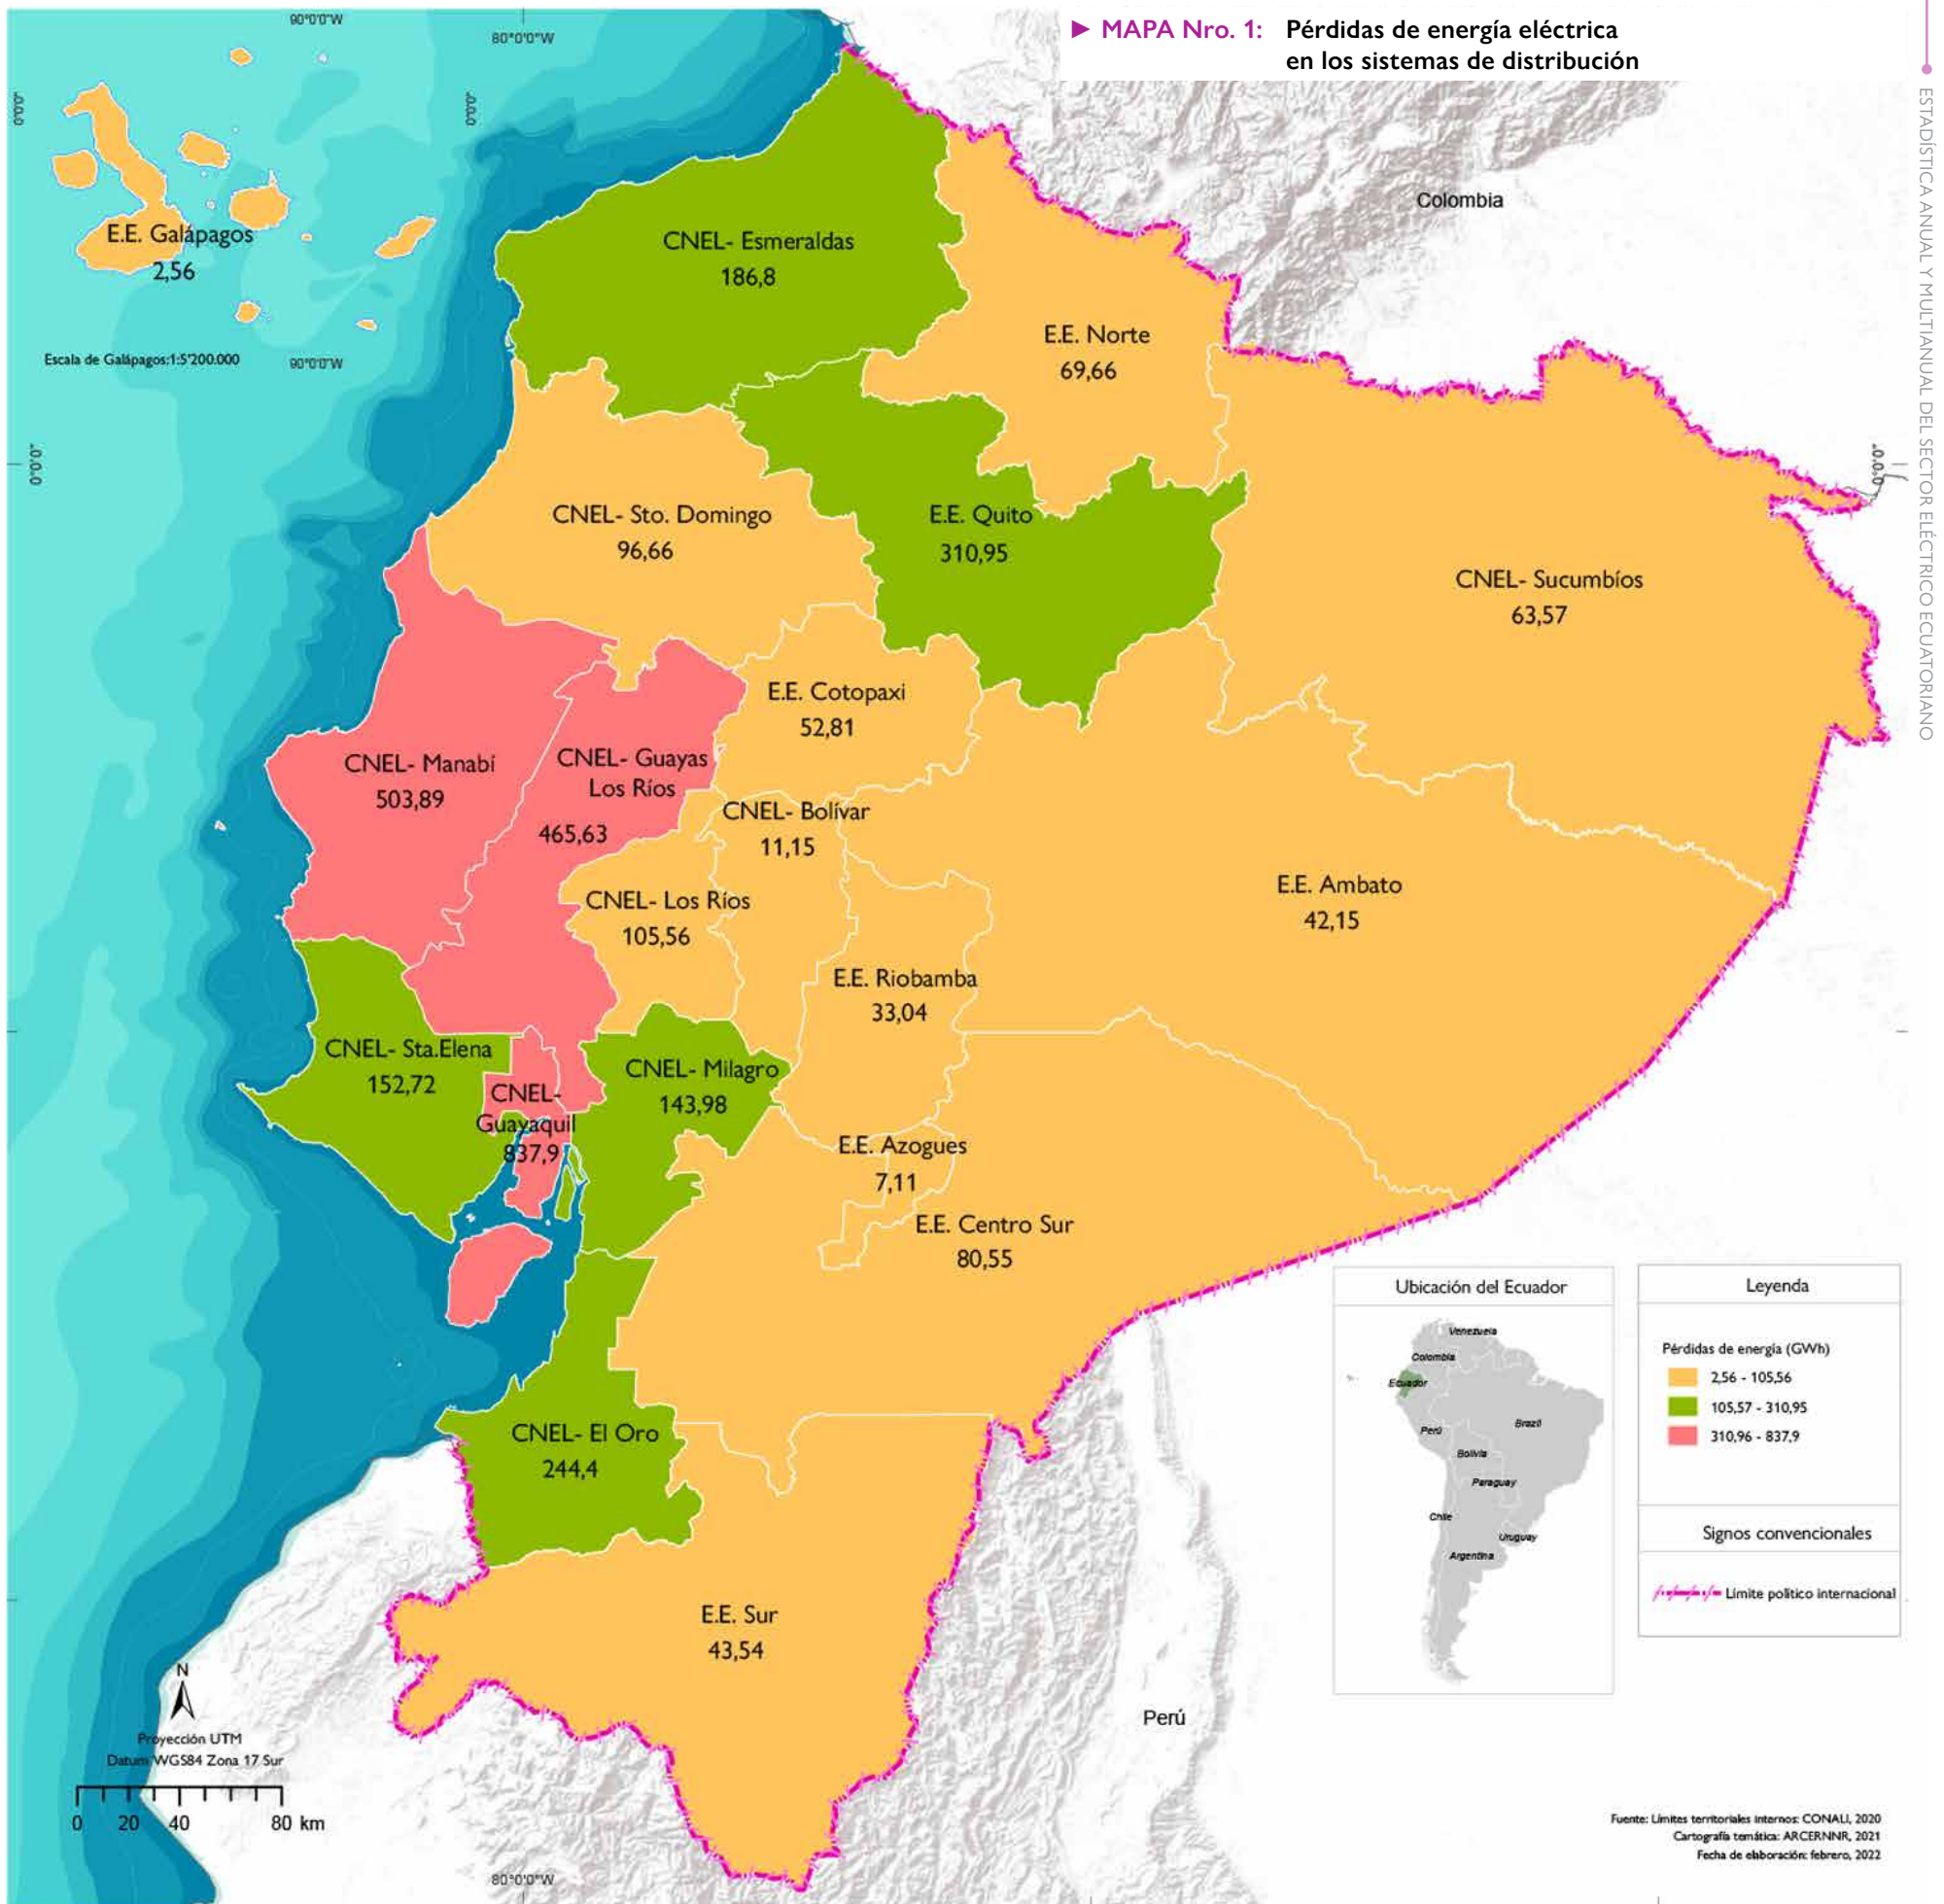 ► MAPA Nro. 1: Pérdidas de energía eléctrica
en los sistemas de distribución
ESTADÍSTICA ANUAL Y MULTIANUAL DEL SECTOR ELÉCTRICO ECUATORIANO
90°0'0"W
80°0'0"W
0°0'0"
0°0'0"
E.E. Galápagos
2,56
Escala de Galápagos:1:5'200.000
90°0'0"W
0°0'0"
0°0'0"
Colombia
CNEL- Esmeraldas
186,8
E.E. Norte
69,66
CNEL- Sto. Domingo
96,66
E.E. Quito
310,95
CNEL- Sucumbíos
63,57
E.E. Cotopaxi
52,81
CNEL- Manabí
503,89
CNEL- Guayas
Los Ríos
465,63
CNEL- Bolívar
11,15
CNEL- Los Ríos
105,56
E.E. Ambato
42,15
E.E. Riobamba
33,04
CNEL- Sta.Elena
152,72
CNEL- Milagro
143,98
CNEL-
Guayaquil
837,9
E.E. Azogues
7,11
E.E. Centro Sur
80,55
CNEL- El Oro
244,4
E.E. Sur
43,54
Perú
Ubicación del Ecuador
Venezuela
Colombia
Ecuador
Perú
Brazil
Bolivia
Paraguay
Chile
Uruguay
Argentina
Leyenda
Pérdidas de energía (GWh)
2,56 - 105,56
105,57 - 310,95
310,96 - 837,9
Signos convencionales
Límite político internacional
N
Proyección UTM
Datum WGS84 Zona 17 Sur
0 20 40 80 km
80°0'0"W
Fuente: Límites territoriales internos: CONALI, 2020
Cartografía temática: ARCERNNR, 2021
Fecha de elaboración: febrero, 2022